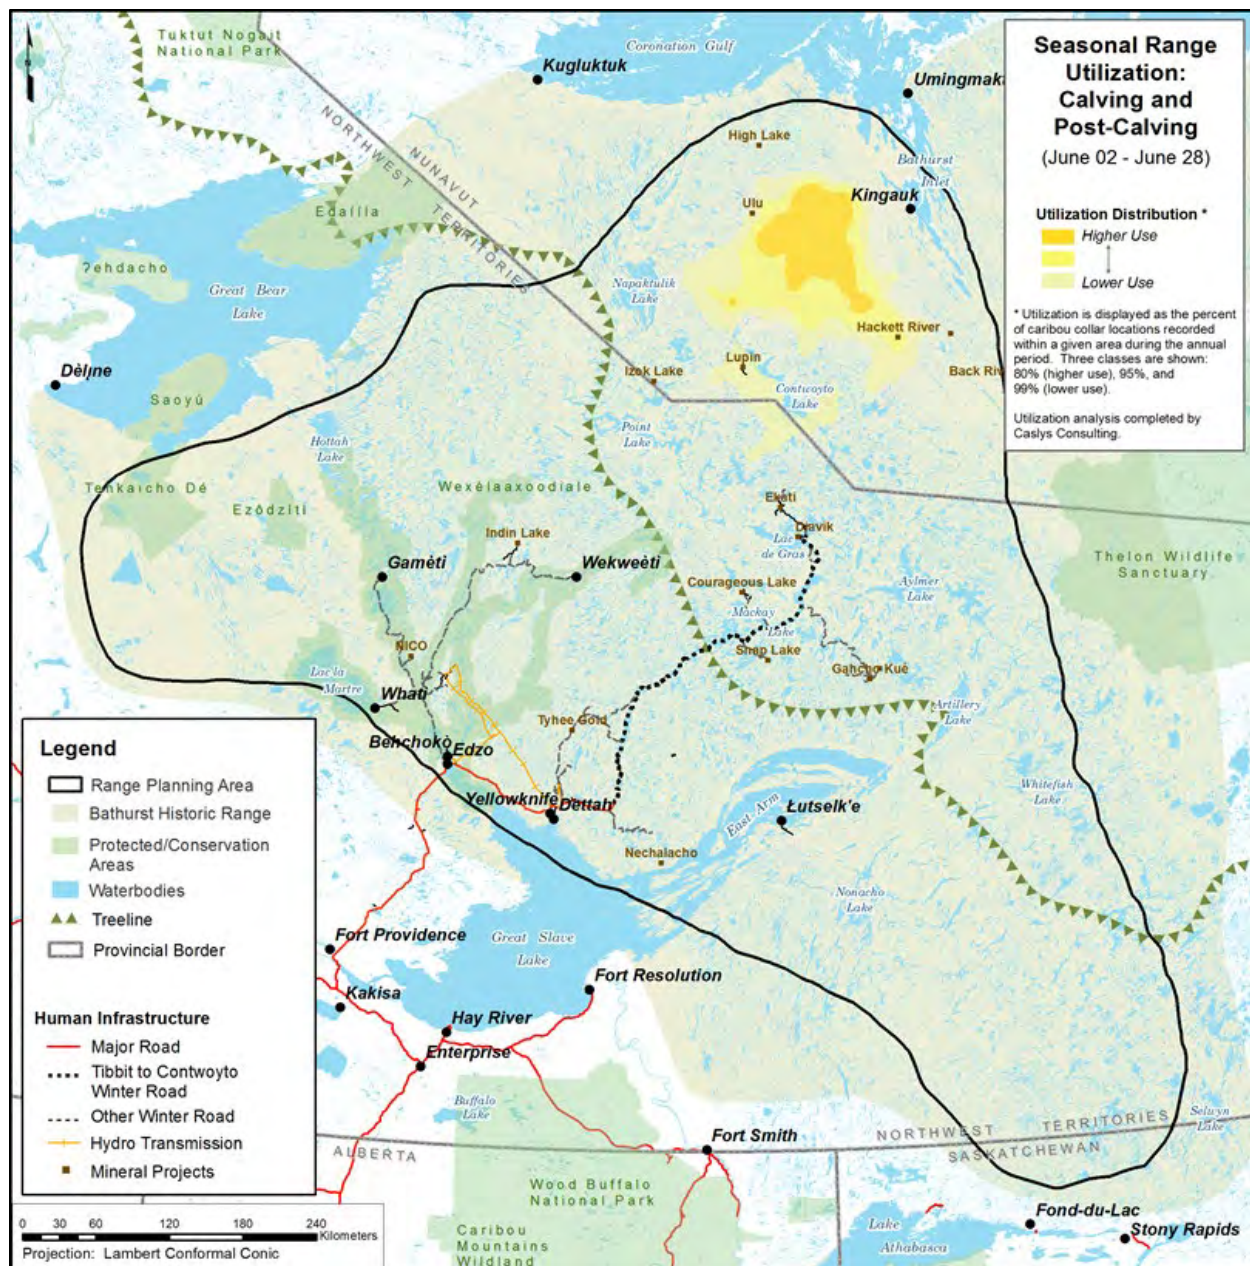 Tuktut Nogait
National Park
Coronation Gulf
Kugluktuk
Umingmakt
Seasonal Range
Utilization:
Calving and
Post-Calving
(June 02 - June 28)
Utilization Distribution *
Higher Use
Lower Use
* Utilization is displayed as the percent
of caribou collar locations recorded
within a given area during the annual
period. Three classes are shown:
80% (higher use), 95%, and
99% (lower use).
Utilization analysis completed by
Caslys Consulting.
NUNAVUT
NORTHWEST TERRITORIES
High Lake
Bathurst
Inlet
Ulu
Kingauk
Edaíıla
Ɂehdacho
Great Bear
Lake
Napaktulik
Lake
Hackett River
Back Riv
Lupin
Izok Lake
Contwoyto
Lake
Dèlı̨ne
Saoyú
Hottah
Lake
Point
Lake
Wexèlaaxoodiale
Ezǒdzìtì
Ekati
Diavik
Lac
de Gras
Indin Lake
Gamètì
Wekweètì
Thelon Wildlife
Sanctuary
Courageous Lake
Aylmer
Lake
Mackay
Lake
NICO
Snap Lake
Gahcho Kué
Lac la
Martre
Whatì
Artillery
Lake
Tyhee Gold
Behchokò
Edzo
Whitefish
Lake
Yellowknife
Dettah
East Arm
Łutselk'e
Nechalacho
Nonacho
Lake
Great Slave
Lake
Fort Providence
Fort Resolution
Kakisa
Hay River
Enterprise
Buffalo
Lake
Fort Smith
Selwyn
Lake
NORTHWEST TERRITORIES
SASKATCHEWAN
ALBERTA
Wood Buffalo
National Park
Caribou
Mountains
Wildland
Fond-du-Lac
Stony Rapids
Lake
Athabasca
Legend
Range Planning Area
Bathurst Historic Range
Protected/Conservation
Areas
Waterbodies
Treeline
Provincial Border
Human Infrastructure
Major Road
Tibbit to Contwoyto
Winter Road
Other Winter Road
Hydro Transmission
Mineral Projects
0 30 60 120 180 240
Kilometers
Projection: Lambert Conformal Conic